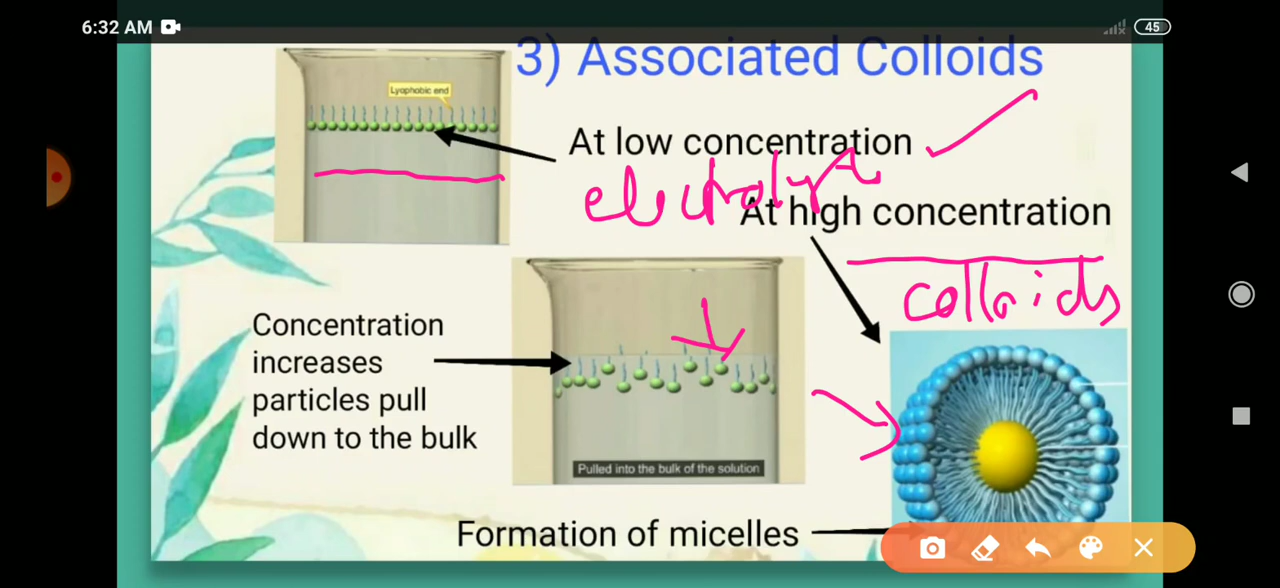 6:32 AM
45
3) Associated Colloids
Lyophobic end
At low concentration
electrolyte
At high concentration
colloids
Concentration
increases
particles pull
down to the bulk
Pulled into the bulk of the solution
Formation of micelles